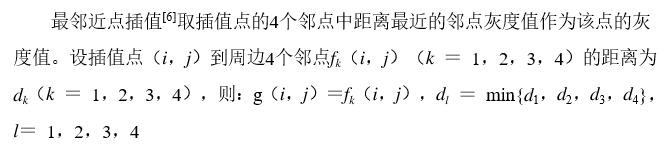 最邻近点插值[6]取插值点的4个邻点中距离最近的邻点灰度值作为该点的灰
度值。设插值点（i，j）到周边4个邻点fk（i，j）（k = 1，2，3，4）的距离为
dk（k = 1，2，3，4），则：g（i，j）=fk（i，j），dl = min{d1，d2，d3，d4}，
l= 1，2，3，4